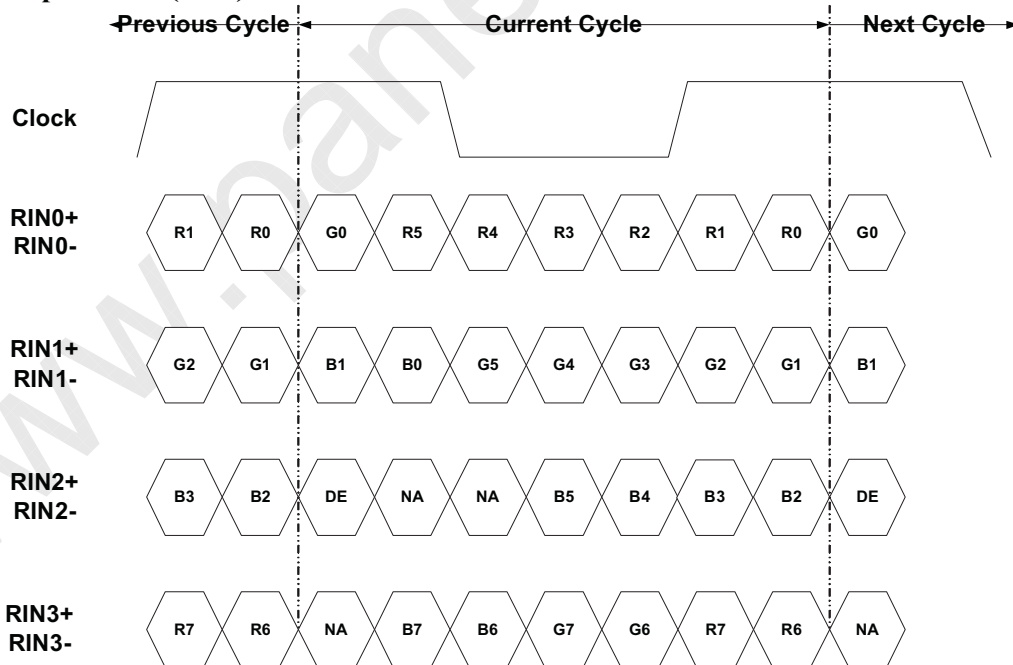 Previous Cycle Current Cycle Next Cycle
Clock
RIN0+
RIN0-
R1 R0 G0 R5 R4 R3 R2 R1 R0 G0
RIN1+
RIN1-
G2 G1 B1 B0 G5 G4 G3 G2 G1 B1
RIN2+
RIN2-
B3 B2 DE NA NA B5 B4 B3 B2 DE
RIN3+
RIN3-
R7 R6 NA B7 B6 G7 G6 R7 R6 NA